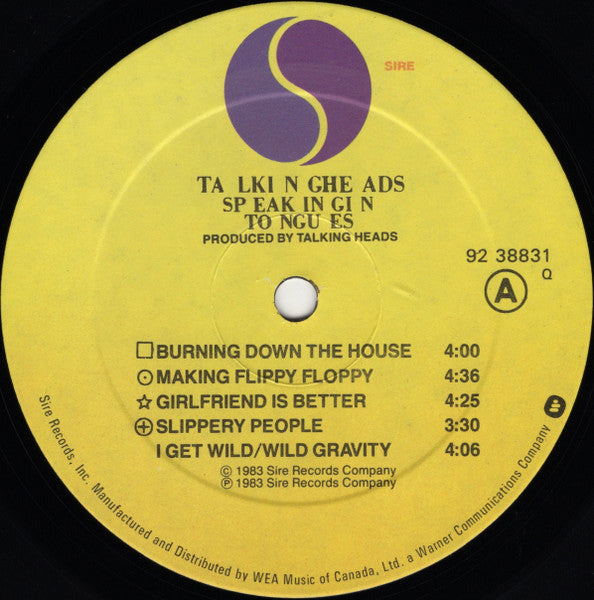 SIRE
TA LKI N GHE ADS
SP EAK IN GI N
TO NGU ES
PRODUCED BY TALKING HEADS
92 38831
Q
A
BURNING DOWN THE HOUSE 4:00
MAKING FLIPPY FLOPPY 4:36
GIRLFRIEND IS BETTER 4:25
SLIPPERY PEOPLE 3:30
I GET WILD/WILD GRAVITY 4:06
© 1983 Sire Records Company
℗ 1983 Sire Records Company
Sire Records, Inc. Manufactured and Distributed by WEA Music of Canada, Ltd. a Warner Communications Company